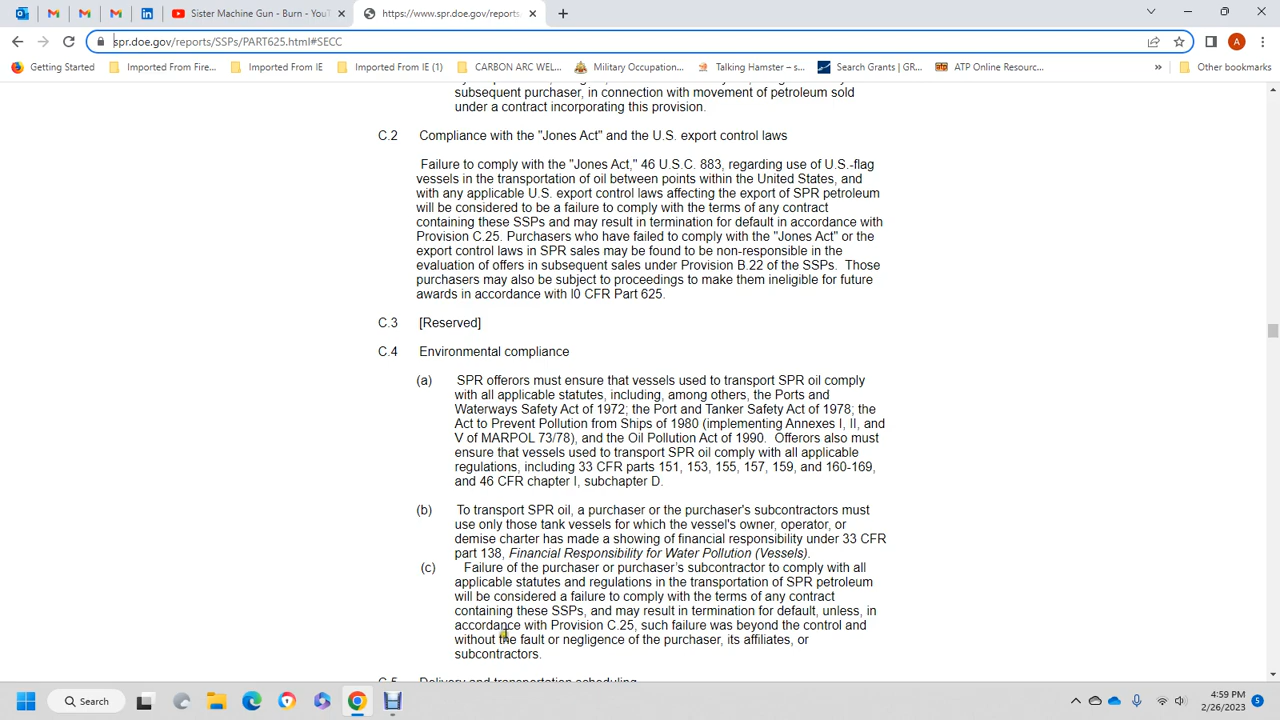 Sister Machine Gun - Burn - YouT
https://www.spr.doe.gov/reports.
spr.doe.gov/reports/SSPs/PART625.html#SECC
A
Getting Started
Imported From Fire...
Imported From IE
Imported From IE (1)
CARBON ARC WEL...
Military Occupation...
Talking Hamster – s...
Search Grants | GR...
ATP Online Resourc...
»
Other bookmarks
subsequent purchaser, in connection with movement of petroleum sold
under a contract incorporating this provision.
C.2 Compliance with the "Jones Act" and the U.S. export control laws
Failure to comply with the "Jones Act," 46 U.S.C. 883, regarding use of U.S.-flag
vessels in the transportation of oil between points within the United States, and
with any applicable U.S. export control laws affecting the export of SPR petroleum
will be considered to be a failure to comply with the terms of any contract
containing these SSPs and may result in termination for default in accordance with
Provision C.25. Purchasers who have failed to comply with the "Jones Act" or the
export control laws in SPR sales may be found to be non-responsible in the
evaluation of offers in subsequent sales under Provision B.22 of the SSPs. Those
purchasers may also be subject to proceedings to make them ineligible for future
awards in accordance with l0 CFR Part 625.
C.3 [Reserved]
C.4 Environmental compliance
(a) SPR offerors must ensure that vessels used to transport SPR oil comply
with all applicable statutes, including, among others, the Ports and
Waterways Safety Act of 1972; the Port and Tanker Safety Act of 1978; the
Act to Prevent Pollution from Ships of 1980 (implementing Annexes I, II, and
V of MARPOL 73/78), and the Oil Pollution Act of 1990. Offerors also must
ensure that vessels used to transport SPR oil comply with all applicable
regulations, including 33 CFR parts 151, 153, 155, 157, 159, and 160-169,
and 46 CFR chapter I, subchapter D.
(b) To transport SPR oil, a purchaser or the purchaser's subcontractors must
use only those tank vessels for which the vessel's owner, operator, or
demise charter has made a showing of financial responsibility under 33 CFR
part 138, Financial Responsibility for Water Pollution (Vessels).
(c) Failure of the purchaser or purchaser's subcontractor to comply with all
applicable statutes and regulations in the transportation of SPR petroleum
will be considered a failure to comply with the terms of any contract
containing these SSPs, and may result in termination for default, unless, in
accordance with Provision C.25, such failure was beyond the control and
without the fault or negligence of the purchaser, its affiliates, or
subcontractors.
C.5 Delivery and transportation scheduling
Search
4:59 PM
2/26/2023
5